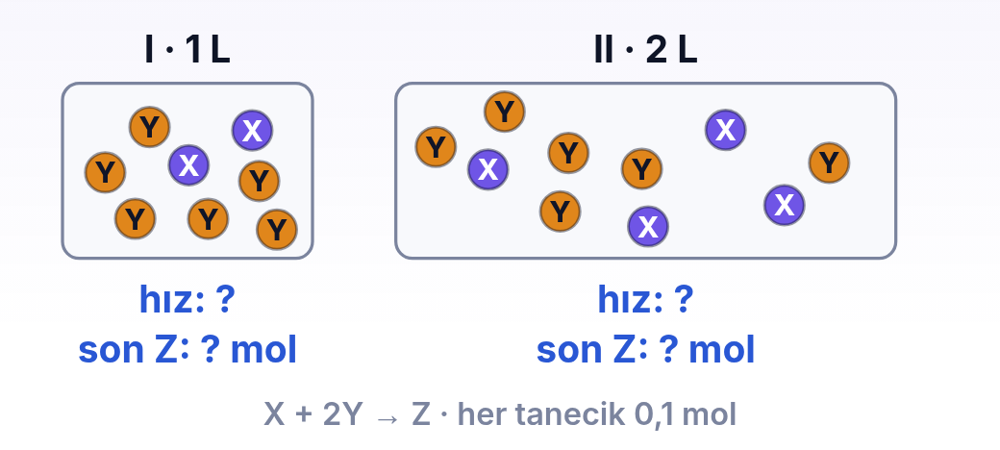 I · 1 L
II · 2 L
Y
X
Y
X
Y
Y
Y
Y
Y
Y
X
Y
Y
Y
X
X
X
Y
hız: ?
hız: ?
son Z: ? mol
son Z: ? mol
X + 2Y → Z · her tanecik 0,1 mol